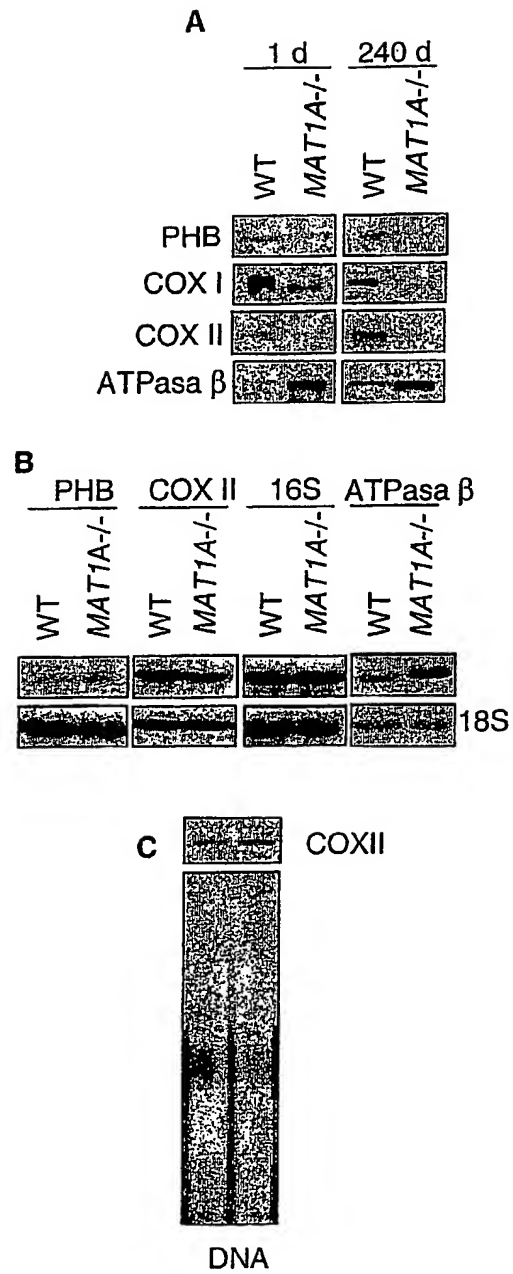 A
1 d 240 d
WT MAT1A-/- WT MAT1A-/-
PHB
COX I
COX II
ATPasa β
B
PHB COX II 16S ATPasa β
WT MAT1A-/- WT MAT1A-/- WT MAT1A-/- WT MAT1A-/-
18S
C COXII
DNA